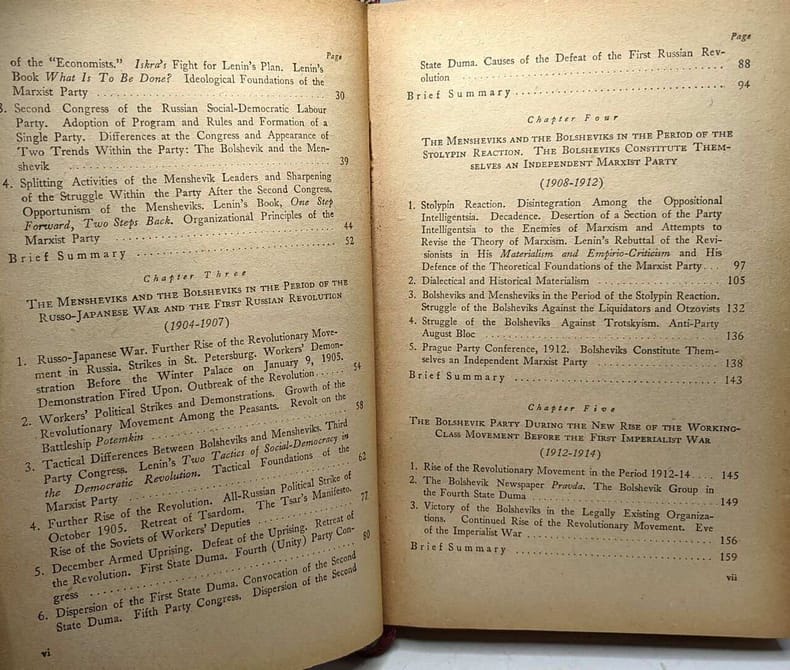 Page
of the "Economists." Iskra's Fight for Lenin's Plan. Lenin's
Book What Is To Be Done? Ideological Foundations of the
Marxist Party .......... 30
3. Second Congress of the Russian Social-Democratic Labour
Party. Adoption of Program and Rules and Formation of a
Single Party. Differences at the Congress and Appearance of
Two Trends Within the Party: The Bolshevik and the Men-
shevik .......... 39
4. Splitting Activities of the Menshevik Leaders and Sharpening
of the Struggle Within the Party After the Second Congress.
Opportunism of the Mensheviks. Lenin's Book, One Step
Forward, Two Steps Back. Organizational Principles of the
Marxist Party .......... 44
Brief Summary .......... 52
Chapter Three
The Mensheviks and the Bolsheviks in the Period of the
Russo-Japanese War and the First Russian Revolution
(1904-1907)
1. Russo-Japanese War. Further Rise of the Revolutionary Move-
ment in Russia. Strikes in St. Petersburg. Workers' Demon-
stration Before the Winter Palace on January 9, 1905.
Demonstration Fired Upon. Outbreak of the Revolution..... 54
2. Workers' Political Strikes and Demonstrations. Growth of the
Revolutionary Movement Among the Peasants. Revolt on the
Battleship Potemkin .......... 58
3. Tactical Differences Between Bolsheviks and Mensheviks. Third
Party Congress. Lenin's Two Tactics of Social-Democracy in
the Democratic Revolution. Tactical Foundations of the
Marxist Party .......... 62
4. Further Rise of the Revolution. All-Russian Political Strike of
October 1905. Retreat of Tsardom. The Tsar's Manifesto.
Rise of the Soviets of Workers' Deputies .......... 77
5. December Armed Uprising. Defeat of the Uprising. Retreat of
the Revolution. First State Duma. Fourth (Unity) Party Con-
gress .......... 80
6. Dispersion of the First State Duma. Convocation of the Second
State Duma. Fifth Party Congress. Dispersion of the Second
vi
Page
State Duma. Causes of the Defeat of the First Russian Rev-
olution .......... 88
Brief Summary .......... 94
Chapter Four
The Mensheviks and the Bolsheviks in the Period of the
Stolypin Reaction. The Bolsheviks Constitute Them-
selves an Independent Marxist Party
(1908-1912)
1. Stolypin Reaction. Disintegration Among the Oppositional
Intelligentsia. Decadence. Desertion of a Section of the Party
Intelligentsia to the Enemies of Marxism and Attempts to
Revise the Theory of Marxism. Lenin's Rebuttal of the Revi-
sionists in His Materialism and Empirio-Criticism and His
Defence of the Theoretical Foundations of the Marxist Party... 97
2. Dialectical and Historical Materialism .......... 105
3. Bolsheviks and Mensheviks in the Period of the Stolypin Reaction.
Struggle of the Bolsheviks Against the Liquidators and Otzovists 132
4. Struggle of the Bolsheviks Against Trotskyism. Anti-Party
August Bloc .......... 136
5. Prague Party Conference, 1912. Bolsheviks Constitute Them-
selves an Independent Marxist Party .......... 138
Brief Summary .......... 143
Chapter Five
The Bolshevik Party During the New Rise of the Working-
Class Movement Before the First Imperialist War
(1912-1914)
1. Rise of the Revolutionary Movement in the Period 1912-14.... 145
2. The Bolshevik Newspaper Pravda. The Bolshevik Group in
the Fourth State Duma .......... 149
3. Victory of the Bolsheviks in the Legally Existing Organiza-
tions. Continued Rise of the Revolutionary Movement. Eve
of the Imperialist War .......... 156
Brief Summary .......... 159
vii